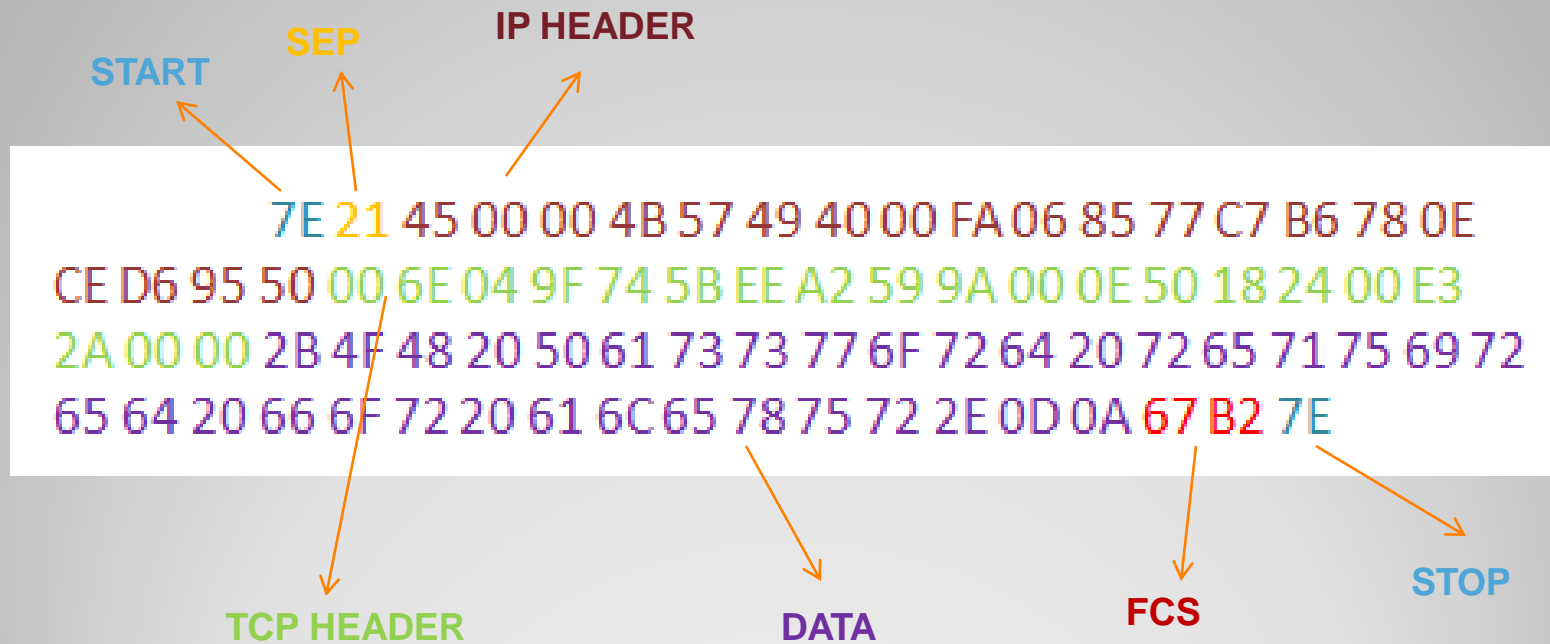 IP HEADER
SEP
START
7E 21 45 00 00 4B 57 49 40 00 FA 06 85 77 C7 B6 78 0E
CE D6 95 50 00 6E 04 9F 74 5B EE A2 59 9A 00 0E 50 18 24 00 E3
2A 00 00 2B 4F 48 20 50 61 73 73 77 6F 72 64 20 72 65 71 75 69 72
65 64 20 66 6F 72 20 61 6C 65 78 75 72 2E 0D 0A 67 B2 7E
STOP
FCS
TCP HEADER
DATA